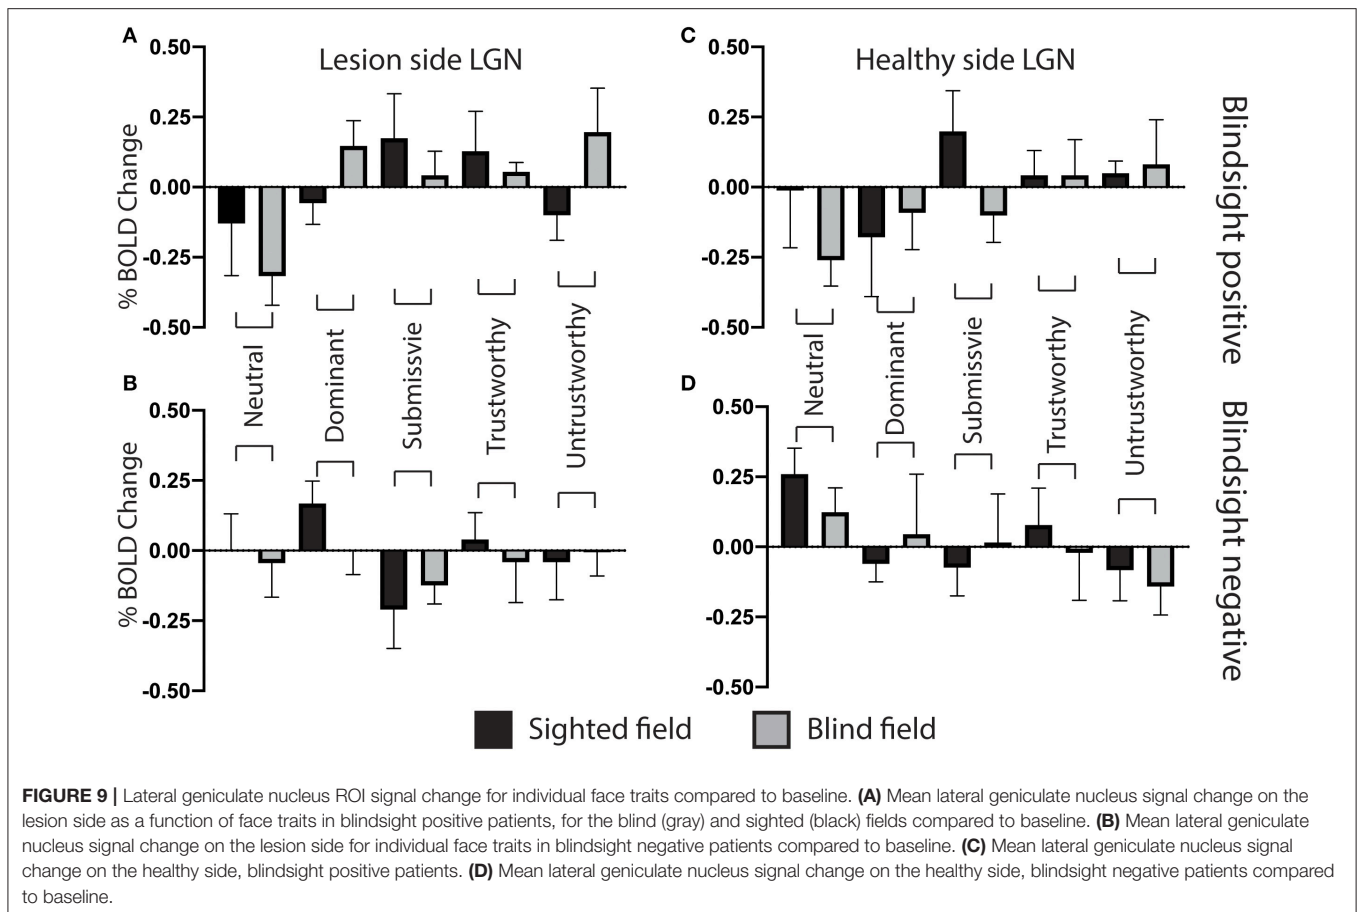 A
Lesion side LGN
0.50
0.25
0.00
-0.25
-0.50
% BOLD Change
C
Healthy side LGN
0.50
0.25
0.00
-0.25
-0.50
Blindsight positive
Neutral
Dominant
Submissvie
Trustworthy
Untrustworthy
Neutral
Dominant
Submissvie
Trustworthy
Untrustworthy
B
0.50
0.25
0.00
-0.25
-0.50
% BOLD Change
D
0.50
0.25
0.00
-0.25
-0.50
Blindsight negative
Sighted field
Blind field
FIGURE 9 | Lateral geniculate nucleus ROI signal change for individual face traits compared to baseline. (A) Mean lateral geniculate nucleus signal change on the
lesion side as a function of face traits in blindsight positive patients, for the blind (gray) and sighted (black) fields compared to baseline. (B) Mean lateral geniculate
nucleus signal change on the lesion side for individual face traits in blindsight negative patients compared to baseline. (C) Mean lateral geniculate nucleus signal
change on the healthy side, blindsight positive patients. (D) Mean lateral geniculate nucleus signal change on the healthy side, blindsight negative patients compared
to baseline.